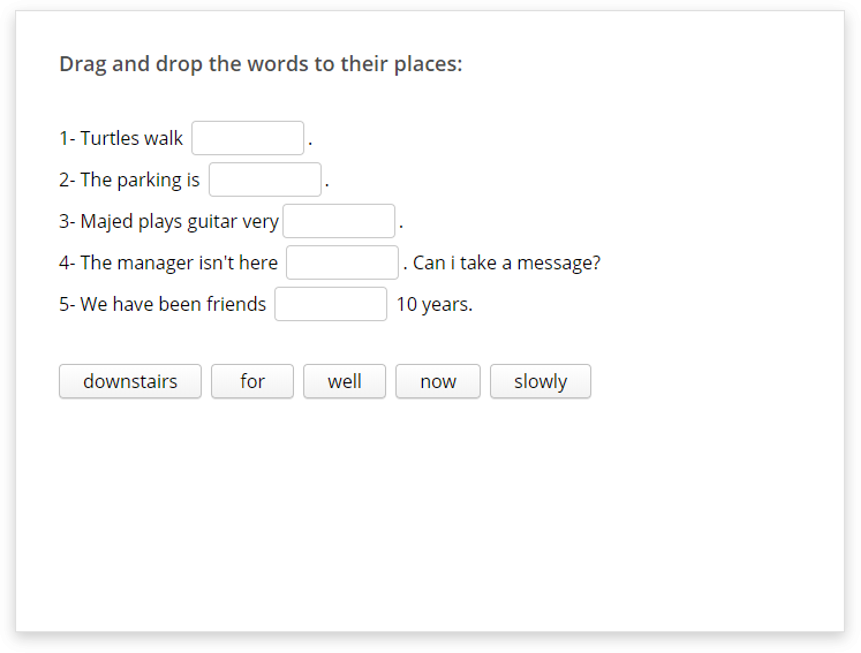 Drag and drop the words to their places:
1- Turtles walk .
2- The parking is .
3- Majed plays guitar very .
4- The manager isn't here . Can i take a message?
5- We have been friends 10 years.
downstairs for well now slowly